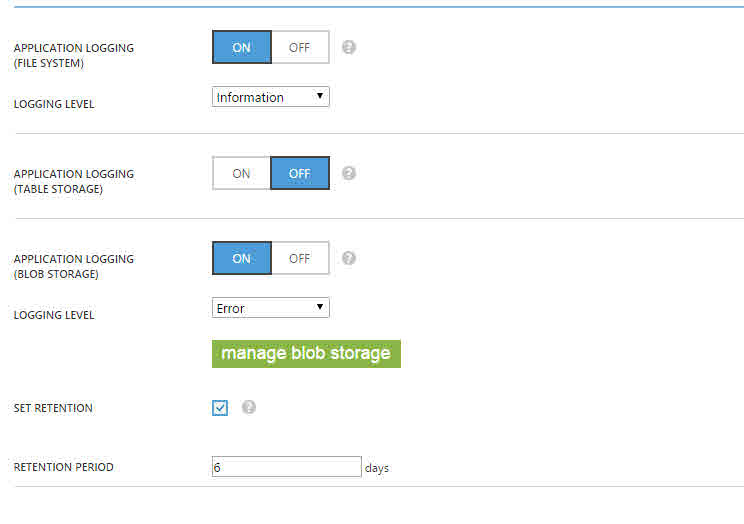 APPLICATION LOGGING ON OFF ?
(FILE SYSTEM)
LOGGING LEVEL Information
APPLICATION LOGGING ON OFF ?
(TABLE STORAGE)
APPLICATION LOGGING ON OFF ?
(BLOB STORAGE)
LOGGING LEVEL Error
manage blob storage
SET RETENTION ?
RETENTION PERIOD 6 days